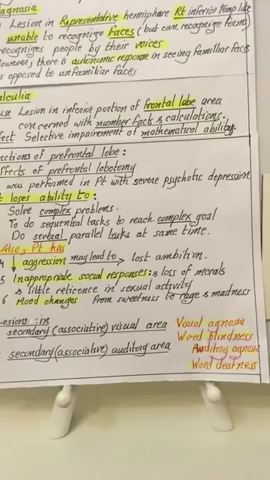 agnosia
Lesion in Representative hemisphere Rt inferior temp lobe
unable to recognize faces, but can recognize items
recognizes people by their voices
However, there is autonomic response in seeing familiar faces
as opposed to unfamiliar faces
calculia
use Lesion in inferior portion of frontal lobe area
concerned with number facts & calculations.
fect Selective impairement of mathematical ability
nctions of prefrontal lobe:
ffects of prefrontal lobotomy
was performed in PT with severe psychotic depression
t loses ability to:
Solve complex problems.
To do sequential tasks to reach complex goal
Do several parallel tasks at same time.
Also, PT has
↓ aggression may lead to > lost ambition.
5 Inappropriate social responses: & loss of morals
& little reticence in sexual activity
6 Mood changes from sweetness to rage & madness
Lesions: in
secondary (associative) visual area Visual agnosia
Word blindness
secondary (associative) auditory area Auditory agnosia
Word deafness